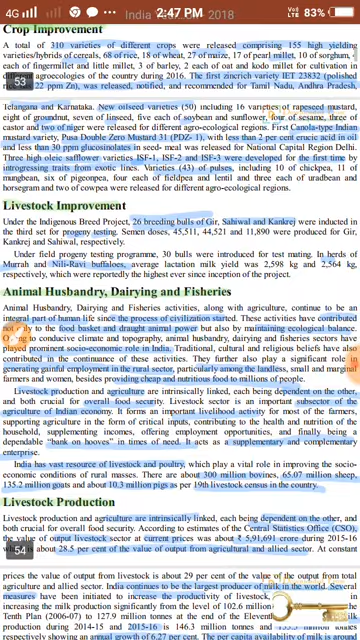 4G 2:47 PM VoLTE 83%
India Year Book 2018
Crop Improvement
A total of 310 varieties of different crops were released comprising 155 high yielding
varieties/hybrids of cereals, 68 of rice, 18 of wheat, 27 of maize, 17 of pearl millet, 10 of sorghum,
each of fingermillet and little millet, 3 of barley, 2 each of oat and kodo millet for cultivation in
agroecologies of the country during 2016. The first zincrich variety IET 23832 (polished
53
22 ppm Zn), was released, notified, and recommended for Tamil Nadu, Andhra Pradesh,
Telangana and Karnataka. New oilseed varieties (50) including 16 varieties of rapeseed mustard,
eight of groundnut, seven of linseed, five each of soybean and sunflower, four of sesame, three of
castor and two of niger were released for different agro-ecological regions. First Canola-type Indian
mustard variety, Pusa Double Zero Mustard 31 (PDZ- 1), with less than 2 per cent erucic acid in oil
and less than 30 ppm glucosinolates in seed- meal was released for National Capital Region Delhi.
Three high oleic safflower varieties ISF-1, ISF-2 and ISF-3 were developed for the first time by
introgressing traits from exotic lines. Varieties (43) of pulses, including 10 of chickpea, 11 of
mungbean, six of pigeonpea, four each of fieldpea and lentil and three each of uradbean and
horsegram and two of cowpea were released for different agro-ecological regions.
Livestock Improvement
Under the Indigenous Breed Project, 26 breeding bulls of Gir, Sahiwal and Kankrej were inducted in
the third set for progeny testing. Semen doses, 45,511, 44,521 and 11,890 were produced for Gir,
Kankrej and Sahiwal, respectively.
Under field progeny testing programme, 30 bulls were introduced for test mating. In herds of
Murrah and Nili-Ravi buffaloes, average lactation milk yield was 2,598 kg and 2,564 kg,
respectively, which were reportedly the highest ever since inception of the project.
Animal Husbandry, Dairying and Fisheries
Animal Husbandry, Dairying and Fisheries activities, along with agriculture, continue to be an
integral part of human life since the process of civilization started. These activities have contributed
not only to the food basket and draught animal power but also by maintaining ecological balance.
to conducive climate and topography, animal husbandry, dairying and fisheries sectors have
played prominent socio-economic role in India. Traditional, cultural and religious beliefs have also
contributed in the continuance of these activities. They further also play a significant role in
generating gainful employment in the rural sector, particularly among the landless, small and marginal
farmers and women, besides providing cheap and nutritious food to millions of people.
Livestock production and agriculture are intrinsically linked, each being dependent on the other,
and both crucial for overall food security. Livestock sector is an important subsector of the
agriculture of Indian economy. It forms an important livelihood activity for most of the farmers,
supporting agriculture in the form of critical inputs, contributing to the health and nutrition of the
household, supplementing incomes, offering employment opportunities, and finally being a
dependable “bank on hooves” in times of need. It acts as a supplementary and complementary
enterprise.
India has vast resource of livestock and poultry, which play a vital role in improving the socio-
economic conditions of rural masses. There are about 300 million bovines, 65.07 million sheep,
135.2 million goats and about 10.3 million pigs as per 19th livestock census in the country.
Livestock Production
Livestock production and agriculture are intrinsically linked, each being dependent on the other, and
both crucial for overall food security. According to estimates of the Central Statistics Office (CSO),
the value of output livestock sector at current prices was about ₹ 5,91,691 crore during 2015-16
54
is about 28.5 per cent of the value of output from agricultural and allied sector. At constant
prices the value of output from livestock is about 29 per cent of the value of the output from total
agriculture and allied sector. India continues to be the largest producer of milk in the world. Several
measures have been initiated to increase the productivity of livestock,
increasing the milk production significantly from the level of 102.6 million
Tenth Plan (2006-07) to 127.9 million tonnes at the end of the Eleventh
production during 2014-15 and 2015-16 is 146.3 million tonnes and 155.5 million tonnes
respectively showing an annual growth of 6.27 per cent. The per capita availability of milk is around